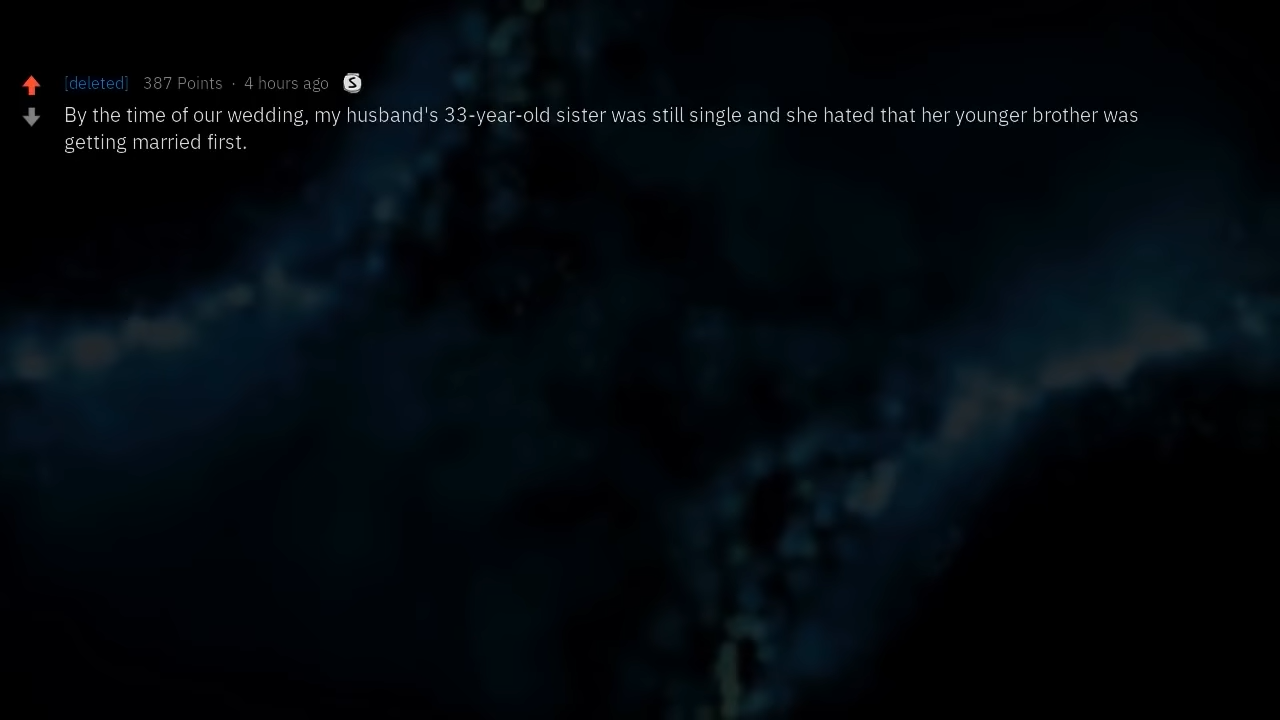 [deleted] 387 Points · 4 hours ago S
By the time of our wedding, my husband's 33-year-old sister was still single and she hated that her younger brother was
getting married first.